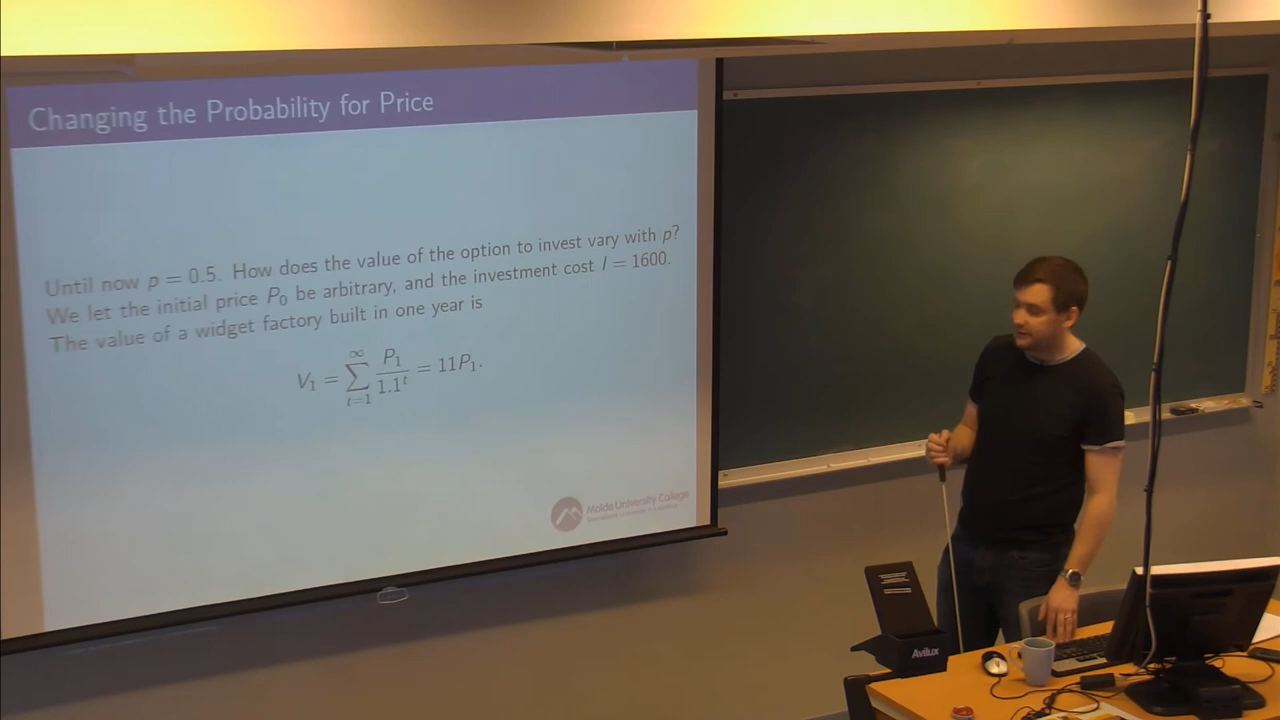 Changing the Probability for Price
Until now p = 0.5. How does the value of the option to invest vary with p?
We let the initial price P₀ be arbitrary, and the investment cost I = 1600.
The value of a widget factory built in one year is
V₁ = ∑_{t=1}^{∞} P₁/1.1ᵗ = 11P₁.
Molde University College
Avilux